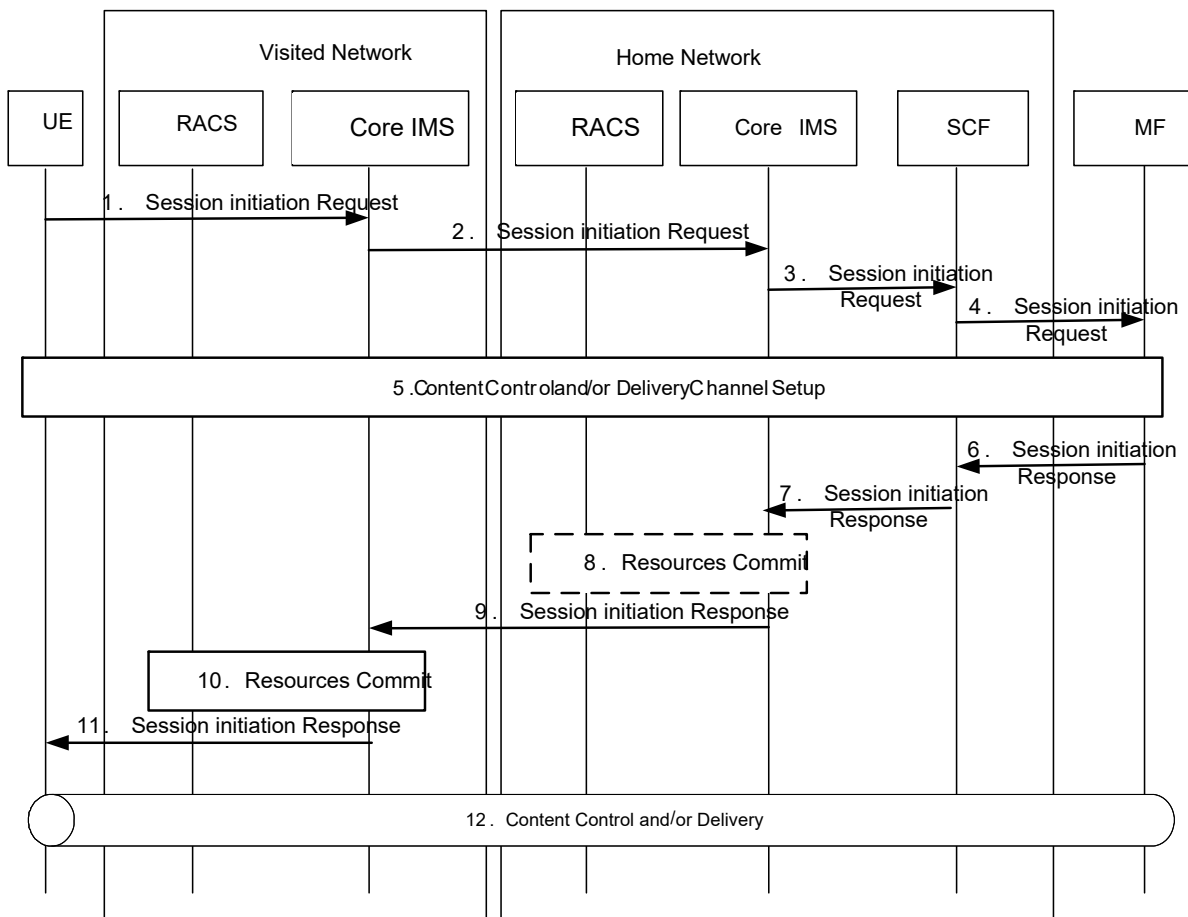 Visited Network
Home Network
UE
RACS
Core IMS
RACS
Core IMS
SCF
MF
1. Session initiation Request
2. Session initiation Request
3. Session initiation
Request
4. Session initiation
Request
5.ContentControland/or DeliveryChannel Setup
6. Session initiation
Response
7. Session initiation
Response
8. Resources Commit
9. Session initiation Response
10. Resources Commit
11. Session initiation Response
12. Content Control and/or Delivery